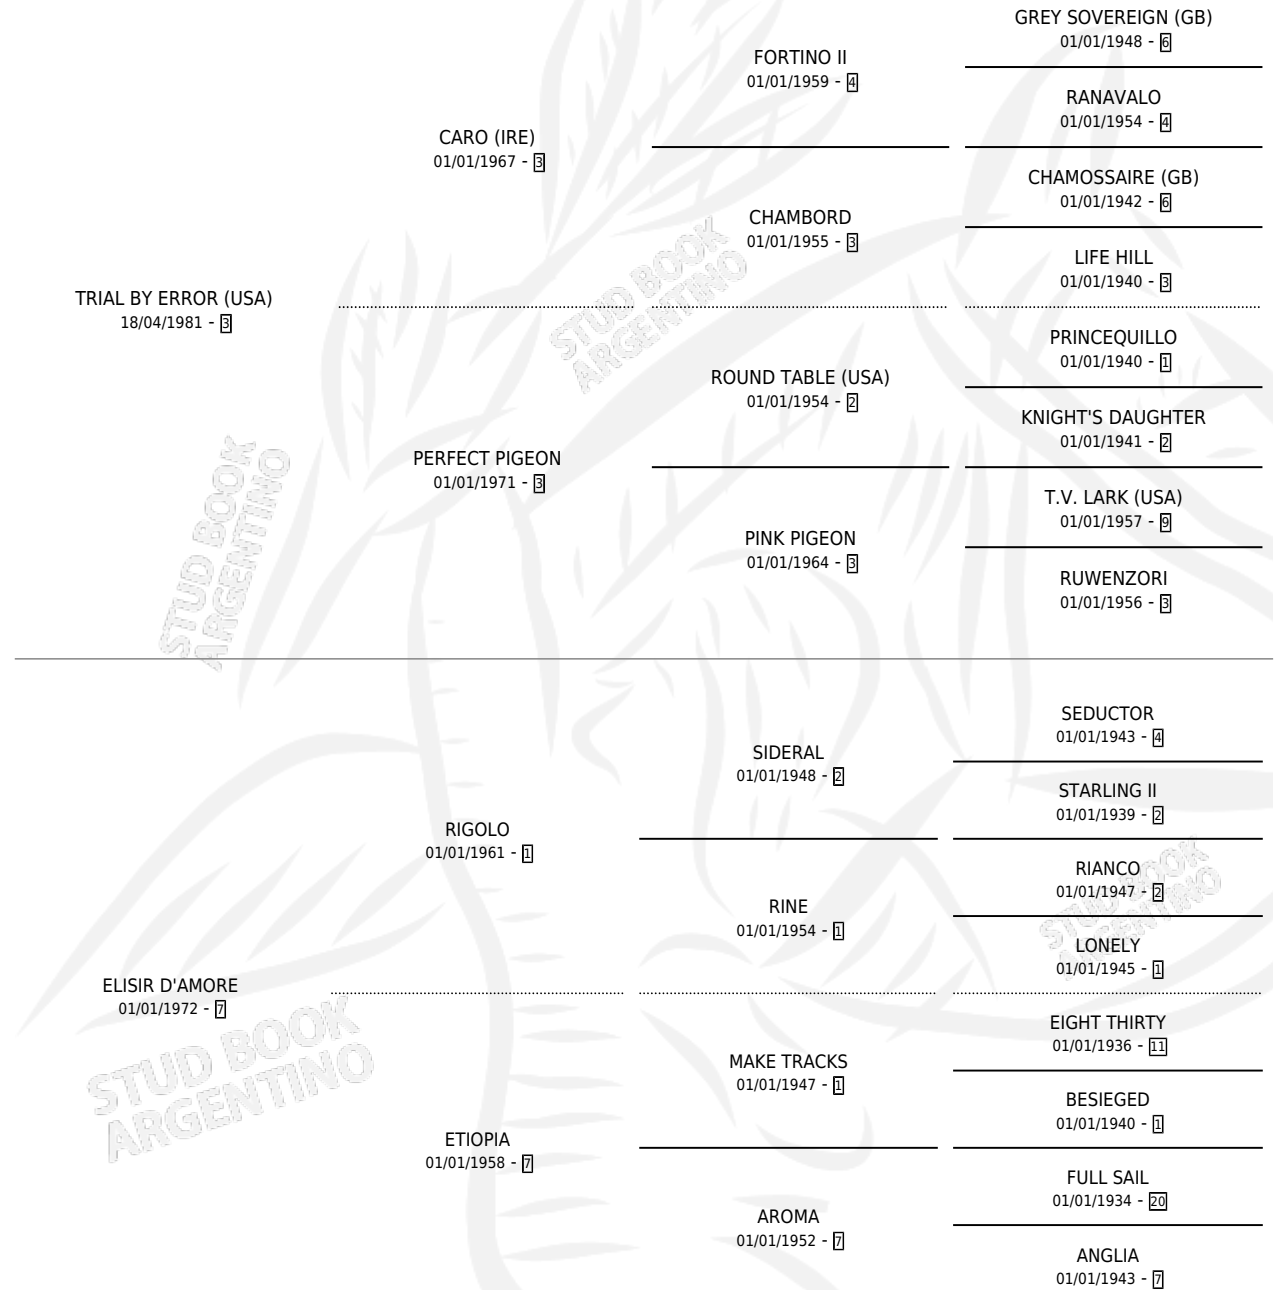 GREY SOVEREIGN (GB)
01/01/1948 - 6
FORTINO II
01/01/1959 - 4
RANAVALO
01/01/1954 - 4
CARO (IRE)
01/01/1967 - 3
CHAMOSSAIRE (GB)
01/01/1942 - 6
CHAMBORD
01/01/1955 - 3
LIFE HILL
01/01/1940 - 3
TRIAL BY ERROR (USA)
18/04/1981 - 3
PRINCEQUILLO
01/01/1940 - 1
ROUND TABLE (USA)
01/01/1954 - 2
KNIGHT'S DAUGHTER
01/01/1941 - 2
PERFECT PIGEON
01/01/1971 - 3
T.V. LARK (USA)
01/01/1957 - 9
PINK PIGEON
01/01/1964 - 3
RUWENZORI
01/01/1956 - 3
SEDUCTOR
01/01/1943 - 4
SIDERAL
01/01/1948 - 2
STARLING II
01/01/1939 - 2
RIGOLO
01/01/1961 - 1
RIANCO
01/01/1947 - 2
RINE
01/01/1954 - 1
LONELY
01/01/1945 - 1
ELISIR D'AMORE
01/01/1972 - 7
EIGHT THIRTY
01/01/1936 - 11
MAKE TRACKS
01/01/1947 - 1
BESIEGED
01/01/1940 - 1
ETIOPIA
01/01/1958 - 7
FULL SAIL
01/01/1934 - 20
AROMA
01/01/1952 - 7
ANGLIA
01/01/1943 - 7
STUD BOOK
ARGENTINO
STUD BOOK
ARGENTINO
STUD BOOK
ARGENTINO
STUD BOOK
ARGENTINO